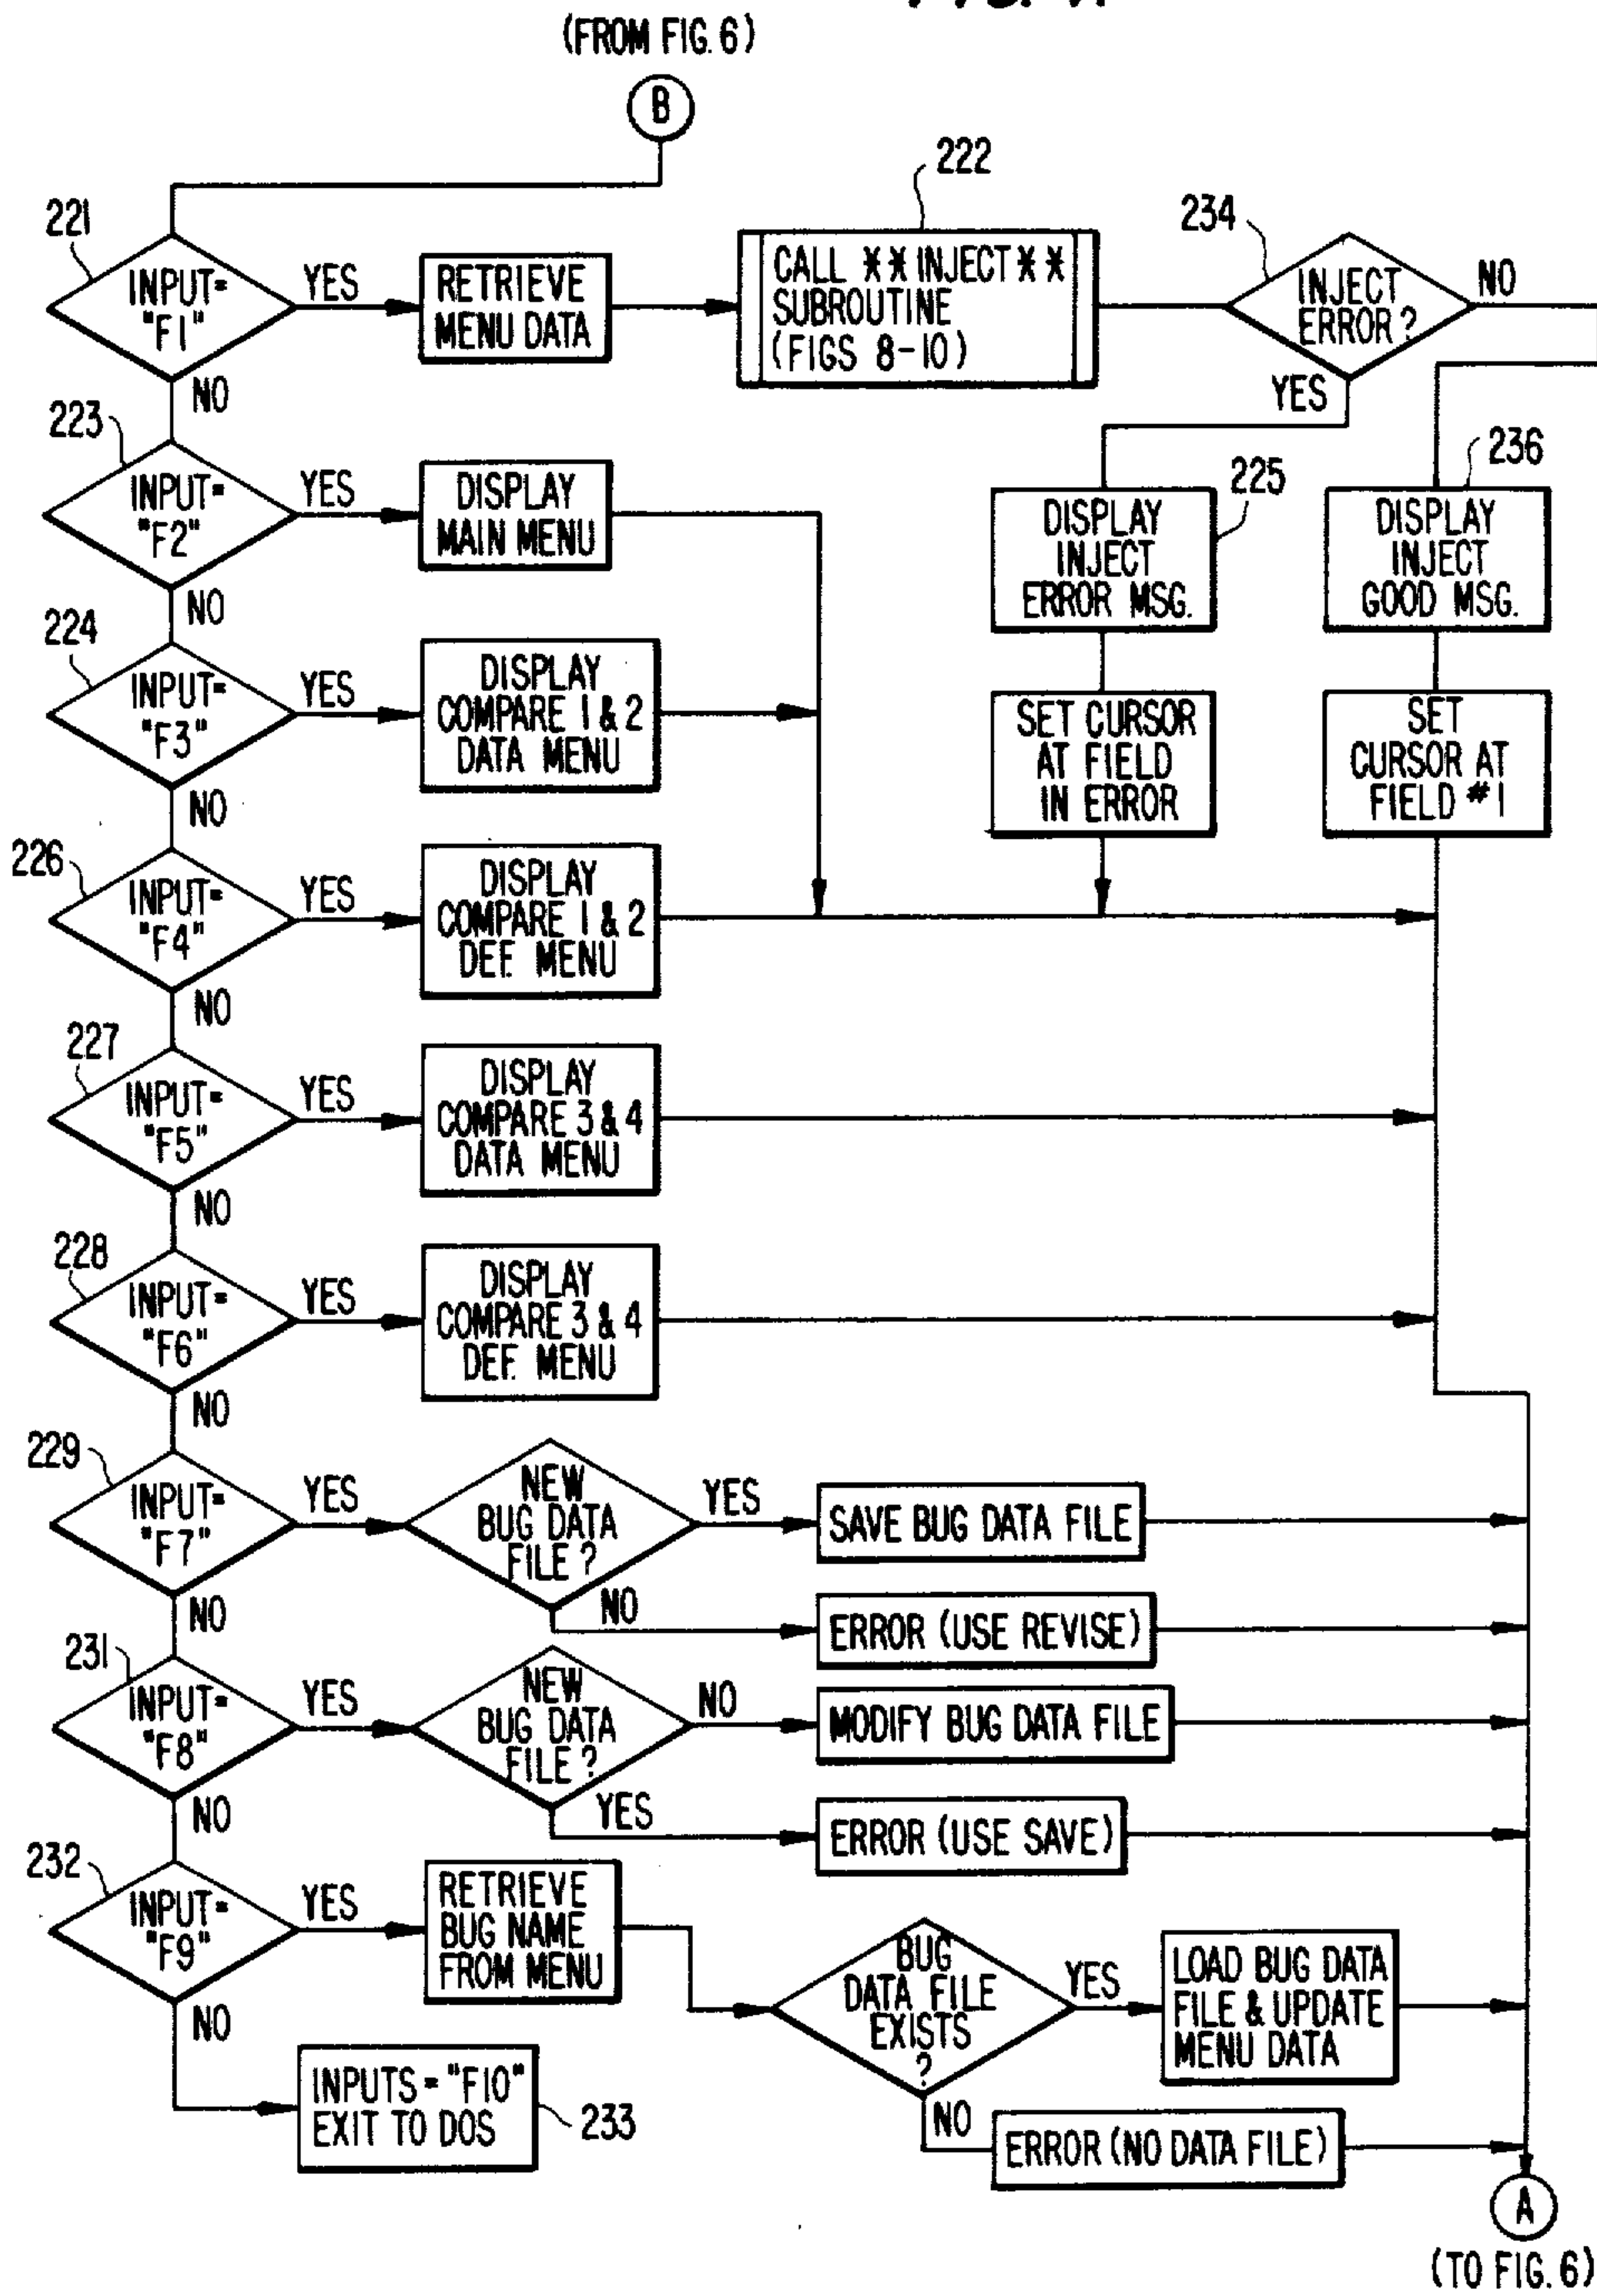 (FROM FIG. 6)
B
221
INPUT=
"F1"
YES
NO
RETRIEVE
MENU DATA
222
CALL **INJECT**
SUBROUTINE
(FIGS 8-10)
234
INJECT
ERROR?
NO
YES
223
INPUT=
"F2"
YES
NO
DISPLAY
MAIN MENU
225
DISPLAY
INJECT
ERROR MSG.
236
DISPLAY
INJECT
GOOD MSG.
224
INPUT=
"F3"
YES
NO
DISPLAY
COMPARE 1 & 2
DATA MENU
SET CURSOR
AT FIELD
IN ERROR
SET
CURSOR AT
FIELD #1
226
INPUT=
"F4"
YES
NO
DISPLAY
COMPARE 1 & 2
DEF. MENU
227
INPUT=
"F5"
YES
NO
DISPLAY
COMPARE 3 & 4
DATA MENU
228
INPUT=
"F6"
YES
NO
DISPLAY
COMPARE 3 & 4
DEF. MENU
229
INPUT=
"F7"
YES
NO
NEW
BUG DATA
FILE?
YES
SAVE BUG DATA FILE
NO
ERROR (USE REVISE)
231
INPUT=
"F8"
YES
NO
NEW
BUG DATA
FILE?
NO
MODIFY BUG DATA FILE
YES
ERROR (USE SAVE)
232
INPUT=
"F9"
YES
NO
RETRIEVE
BUG NAME
FROM MENU
BUG
DATA FILE
EXISTS
?
YES
LOAD BUG DATA
FILE & UPDATE
MENU DATA
NO
ERROR (NO DATA FILE)
INPUTS = "F10"
EXIT TO DOS
233
A
(TO FIG. 6)